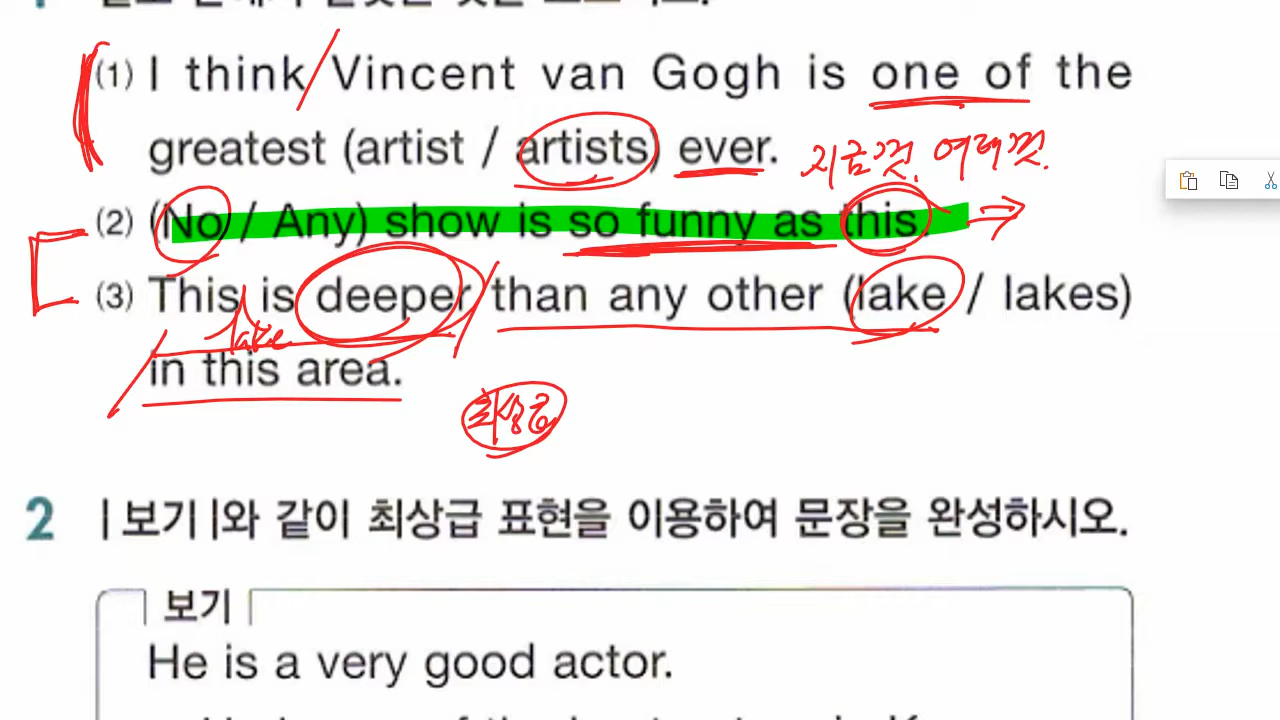 (1) I think Vincent van Gogh is one of the
greatest (artist / artists) ever.
지금껏, 여태껏.
(2) (No / Any) show is so funny as this.
(3) This is deeper than any other (lake / lakes)
lake
in this area.
최상급
2 |보기|와 같이 최상급 표현을 이용하여 문장을 완성하시오.
보기
He is a very good actor.